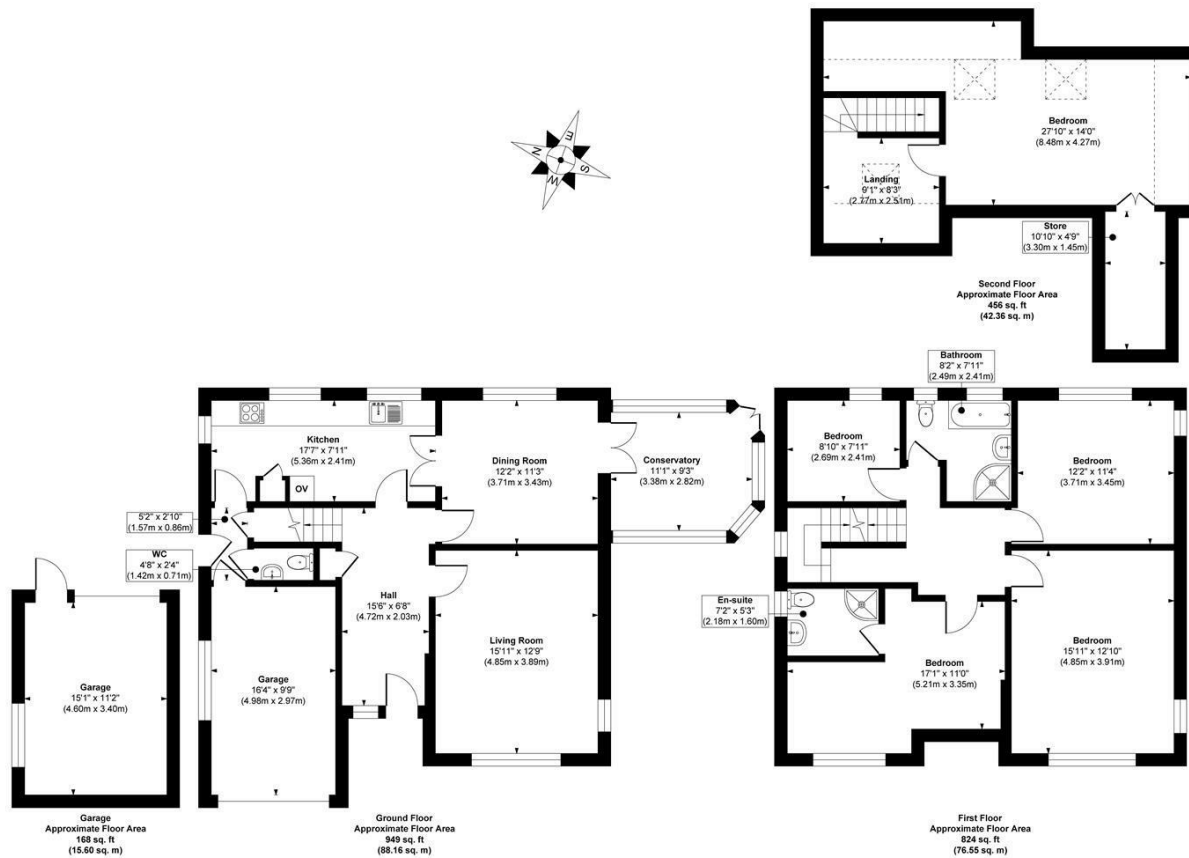 N
E
S
W
Bedroom
27'10" x 14'0"
(8.48m x 4.27m)
Landing
9'1" x 8'3"
(2.77m x 2.51m)
Store
10'10" x 4'9"
(3.30m x 1.45m)
Second Floor
Approximate Floor Area
456 sq. ft
(42.36 sq. m)
Kitchen
17'7" x 7'11"
(5.36m x 2.41m)
OV
Dining Room
12'2" x 11'3"
(3.71m x 3.43m)
Conservatory
11'1" x 9'3"
(3.38m x 2.82m)
5'2" x 2'10"
(1.57m x 0.86m)
WC
4'8" x 2'4"
(1.42m x 0.71m)
Hall
15'6" x 6'8"
(4.72m x 2.03m)
Living Room
15'11" x 12'9"
(4.85m x 3.89m)
Garage
16'4" x 9'9"
(4.98m x 2.97m)
Garage
15'1" x 11'2"
(4.60m x 3.40m)
Bathroom
8'2" x 7'11"
(2.49m x 2.41m)
Bedroom
8'10" x 7'11"
(2.69m x 2.41m)
Bedroom
12'2" x 11'4"
(3.71m x 3.45m)
En-suite
7'2" x 5'3"
(2.18m x 1.60m)
Bedroom
17'1" x 11'0"
(5.21m x 3.35m)
Bedroom
15'11" x 12'10"
(4.85m x 3.91m)
Garage
Approximate Floor Area
168 sq. ft
(15.60 sq. m)
Ground Floor
Approximate Floor Area
949 sq. ft
(88.16 sq. m)
First Floor
Approximate Floor Area
824 sq. ft
(76.55 sq. m)